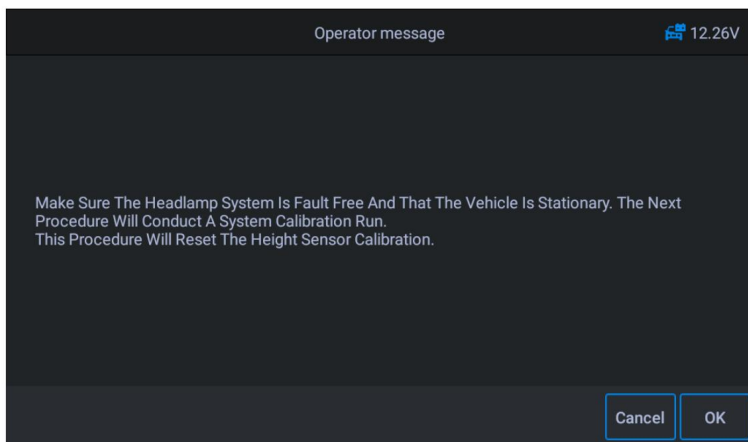 Operator message
12.26V
Make Sure The Headlamp System Is Fault Free And That The Vehicle Is Stationary. The Next
Procedure Will Conduct A System Calibration Run.
This Procedure Will Reset The Height Sensor Calibration.
Cancel
OK